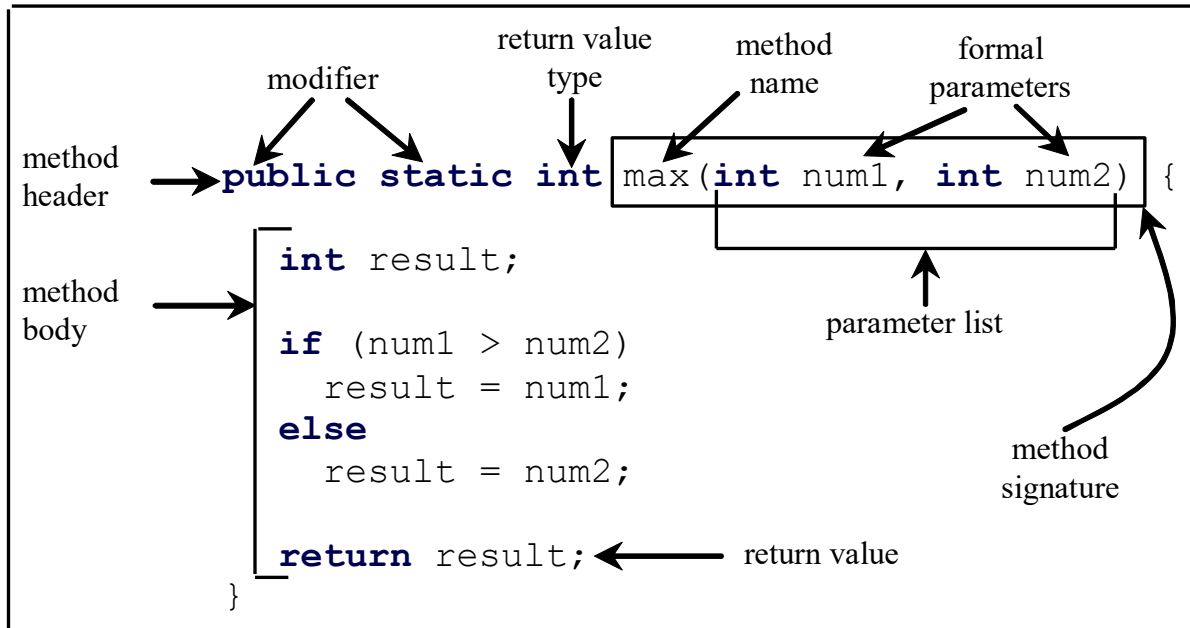 return value
type
method
name
formal
parameters
modifier
method
header
public static int max(int num1, int num2) {
int result;
method
body
parameter list
if (num1 > num2)
result = num1;
else
result = num2;
method
signature
return result;
return value
}